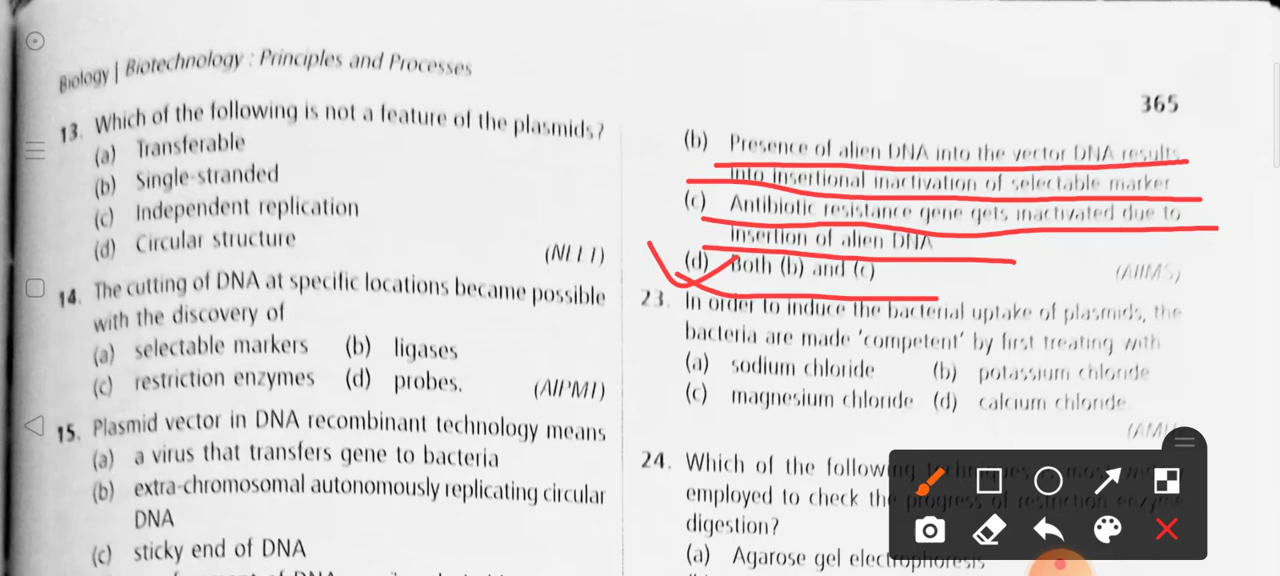 Biology | Biotechnology : Principles and Processes
13. Which of the following is not a feature of the plasmids?
(a) Transferable
(b) Single-stranded
(c) Independent replication
(d) Circular structure
14. The cutting of DNA at specific locations became possible
with the discovery of
(a) selectable markers (b) ligases
(c) restriction enzymes (d) probes.
15. Plasmid vector in DNA recombinant technology means
(a) a virus that transfers gene to bacteria
(b) extra-chromosomal autonomously replicating circular
DNA
(c) sticky end of DNA
365
(b) Presence of alien DNA into the vector DNA results
into insertional inactivation of selectable marker
(c) Antibiotic resistance gene gets inactivated due to
insertion of alien DNA
(d) Both (b) and (c) (AIIMS)
23. In order to induce the bacterial uptake of plasmids, the
bacteria are made 'competent' by first treating with
(a) sodium chloride (b) potassium chloride
(c) magnesium chloride (d) calcium chloride
24. Which of the following
employed to check the progress of restriction enzyme
digestion?
(a) Agarose gel electrophoresis